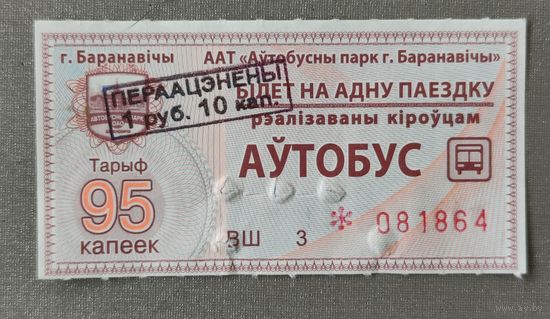 г. Баранавічы ААТ «Аўтобусны парк г. Баранавічы»
ПЕРААЦЭНЕНЫ
1 руб. 10 кап.
БІЛЕТ НА АДНУ ПАЕЗДКУ
рэалізаваны кіроўцам
АЎТОБУС
Тарыф
95
капеек
ВШ 3 * 081864